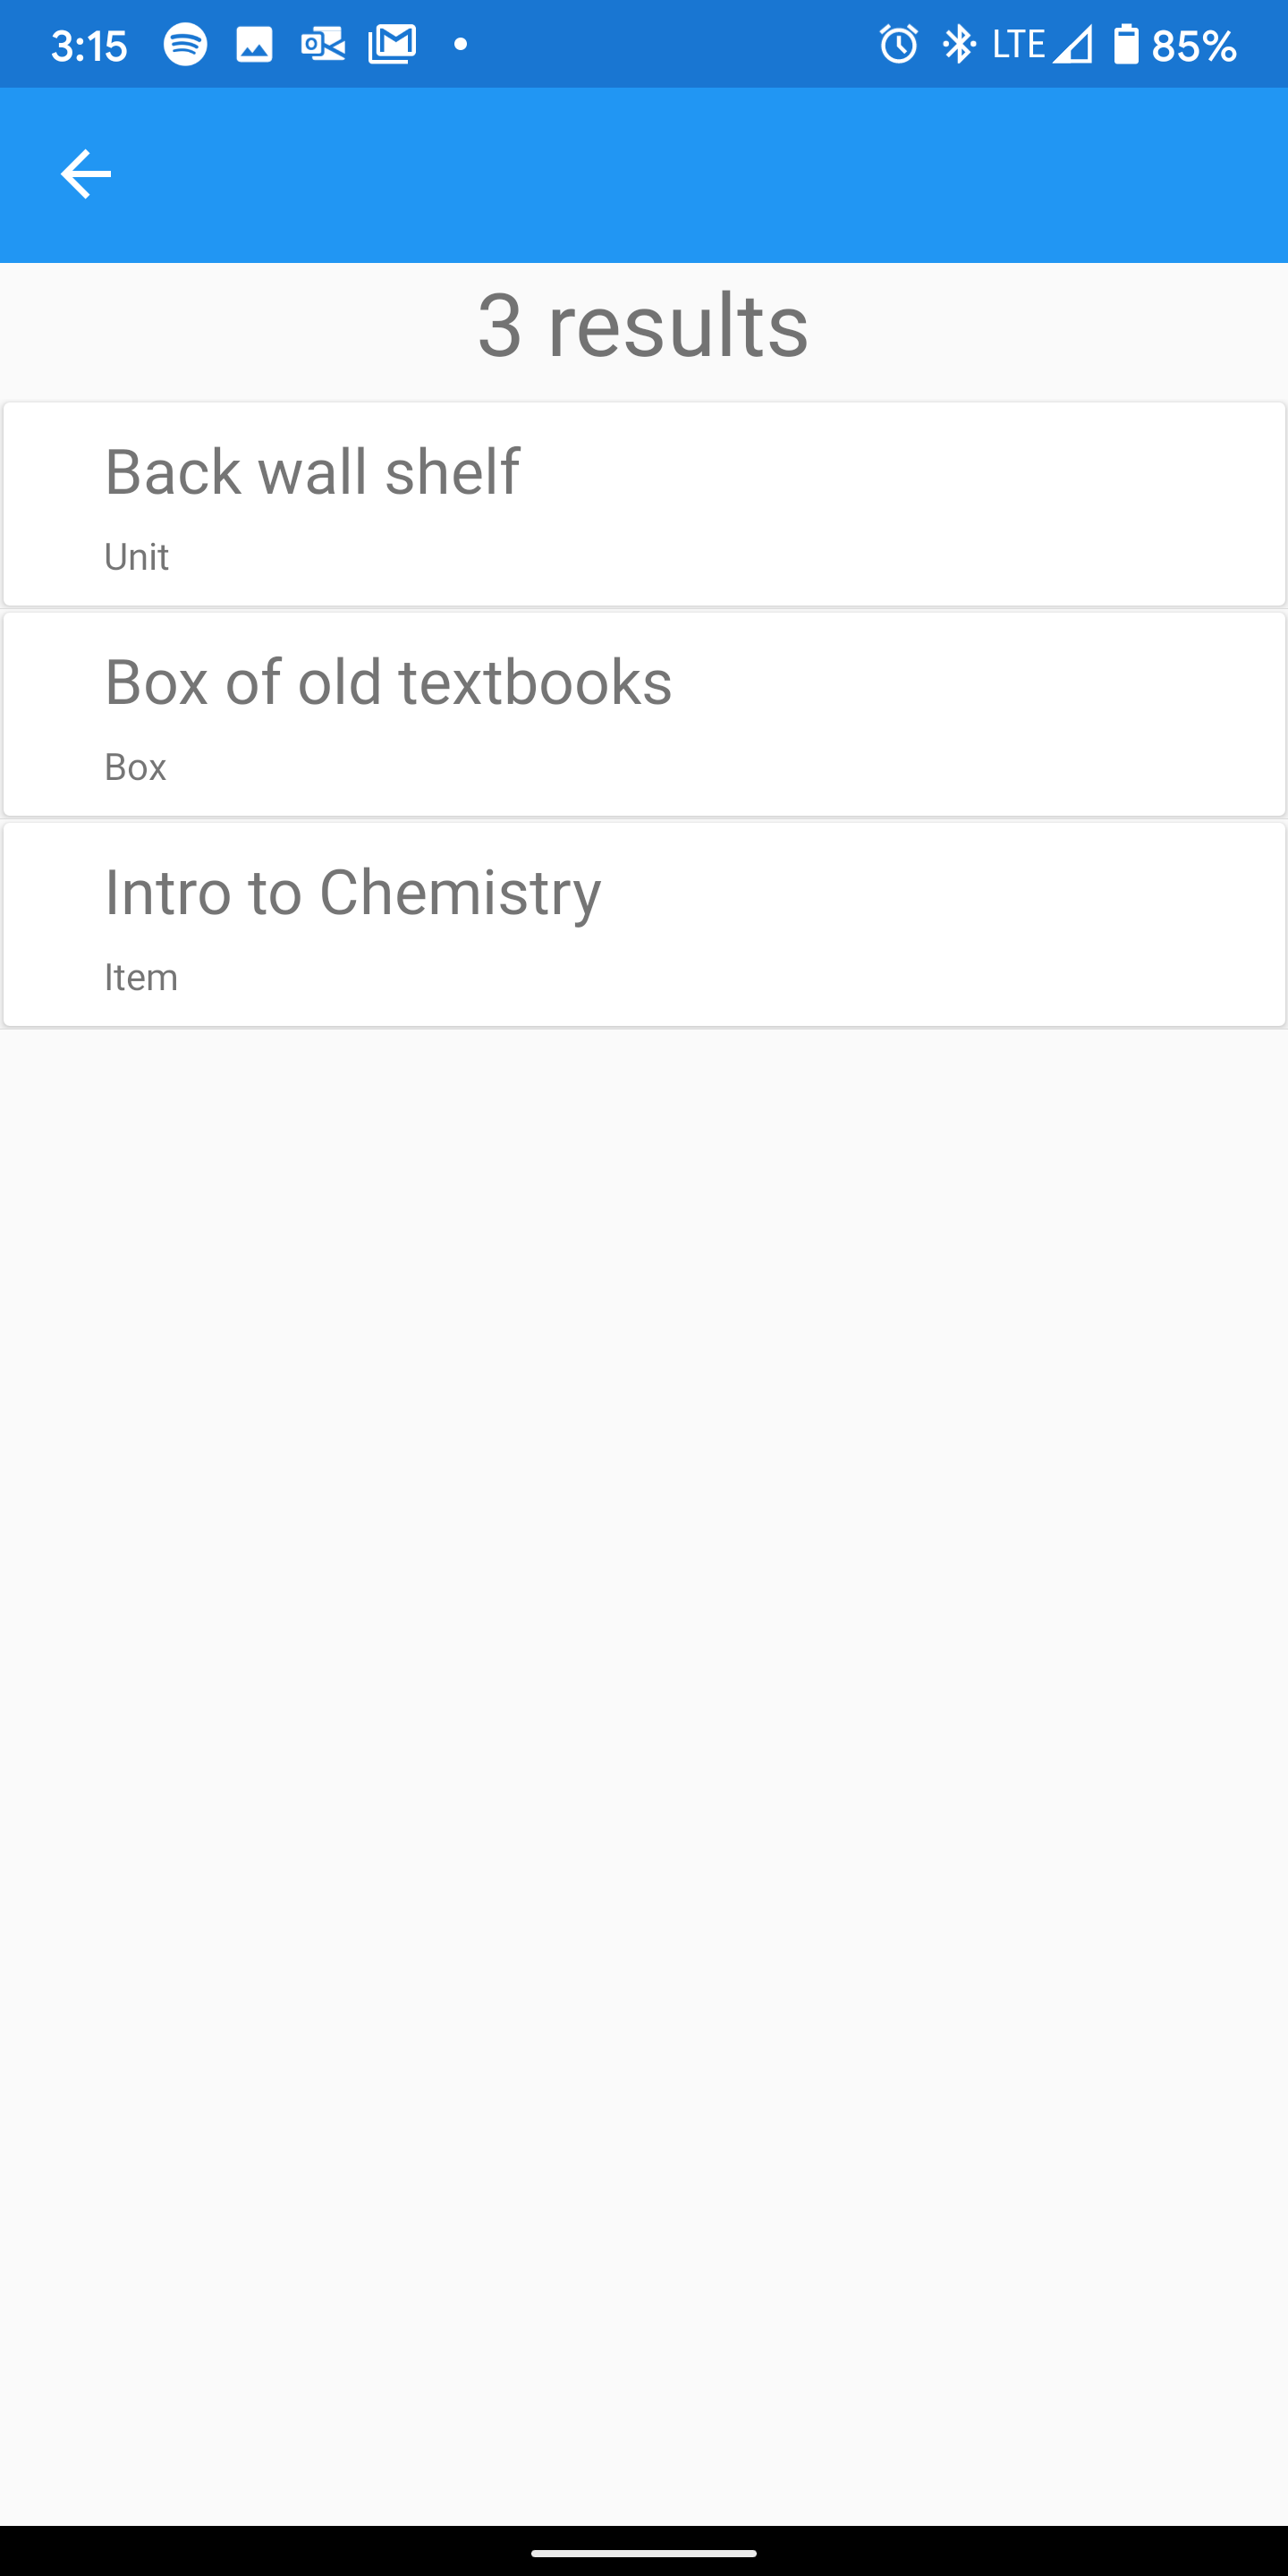 3:15 LTE 85%
3 results
Back wall shelf
Unit
Box of old textbooks
Box
Intro to Chemistry
Item